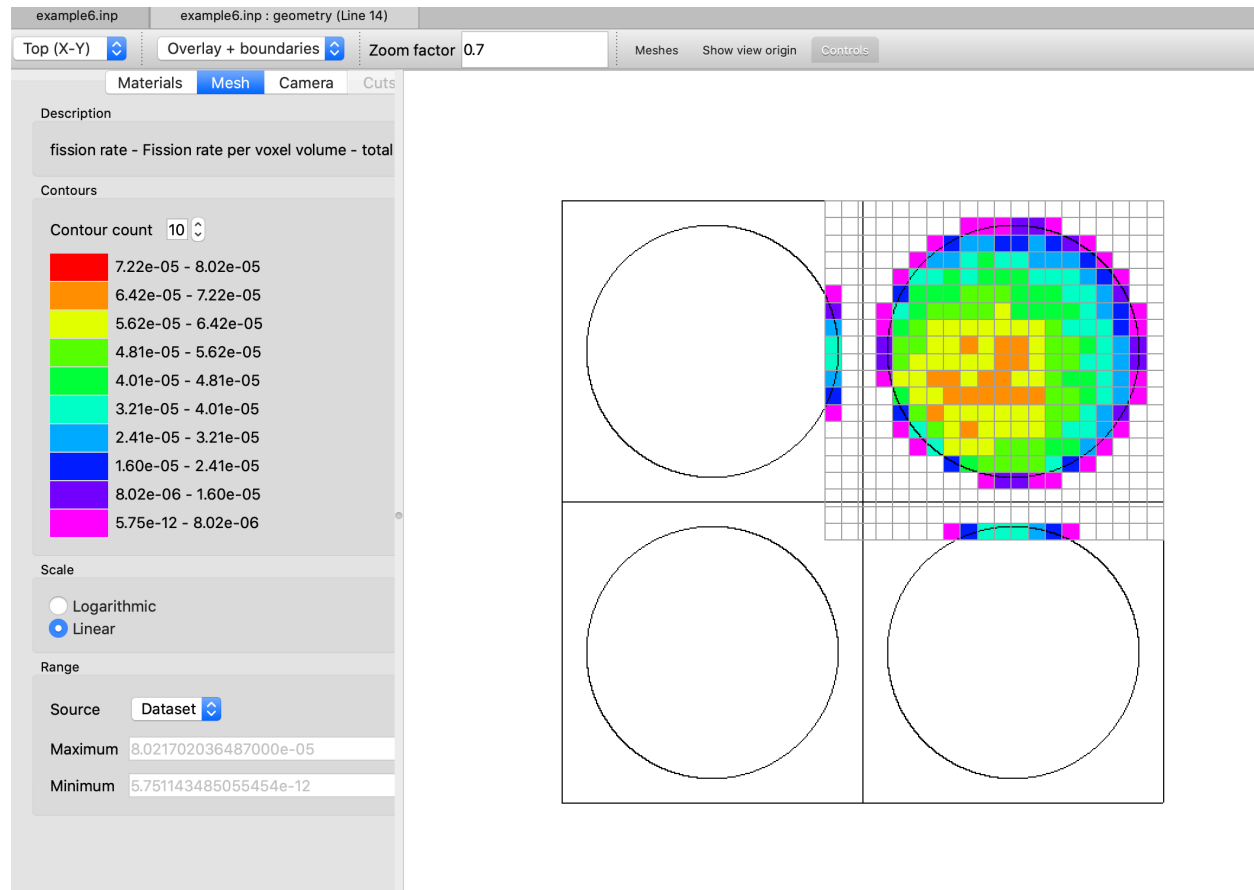 example6.inp
example6.inp : geometry (Line 14)
Top (X-Y)
Overlay + boundaries
Zoom factor 0.7
Meshes
Show view origin
Controls
Materials
Mesh
Camera
Cuts
Description
fission rate - Fission rate per voxel volume - total
Contours
Contour count 10
7.22e-05 - 8.02e-05
6.42e-05 - 7.22e-05
5.62e-05 - 6.42e-05
4.81e-05 - 5.62e-05
4.01e-05 - 4.81e-05
3.21e-05 - 4.01e-05
2.41e-05 - 3.21e-05
1.60e-05 - 2.41e-05
8.02e-06 - 1.60e-05
5.75e-12 - 8.02e-06
Scale
Logarithmic
Linear
Range
Source Dataset
Maximum 8.021702036487000e-05
Minimum 5.751143485055454e-12